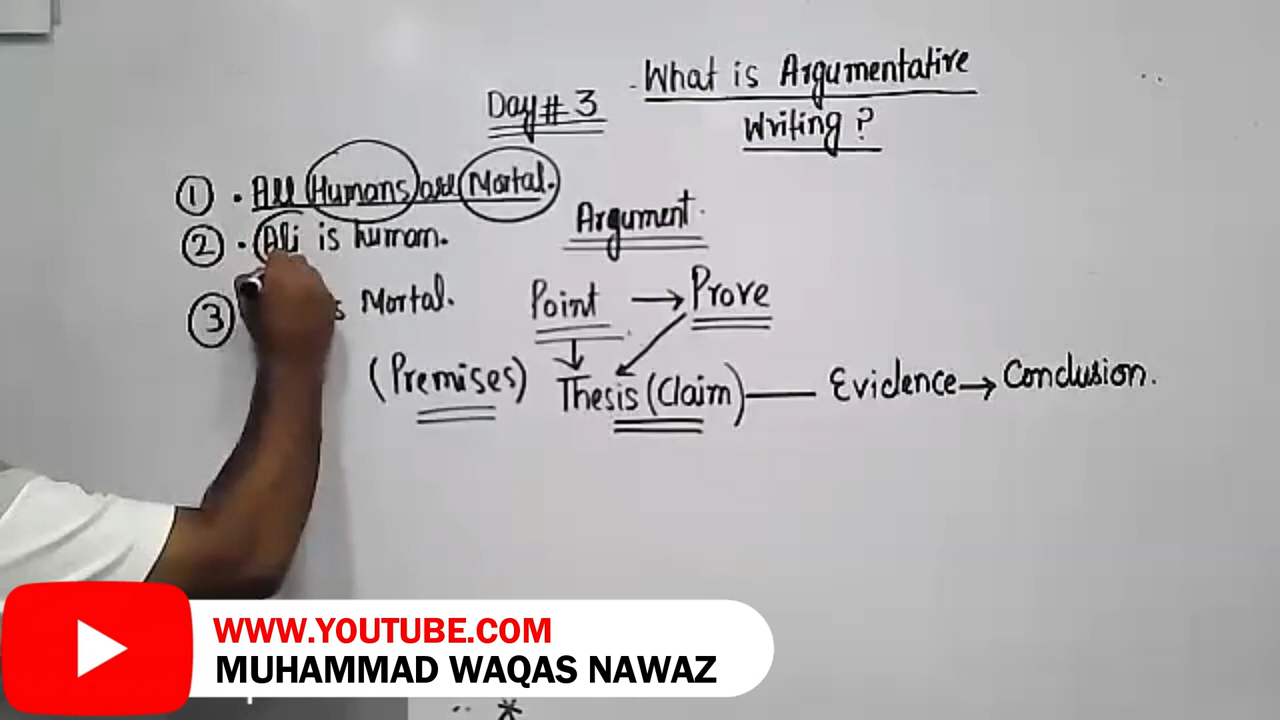 What is Argumentative
Day # 3
Writing ?
① · All Humans are Mortal.
② · Ali is human.
Argument.
③ Mortal.
Point → Prove
(Premises) Thesis (Claim) — Evidence → Conclusion.
WWW.YOUTUBE.COM
MUHAMMAD WAQAS NAWAZ